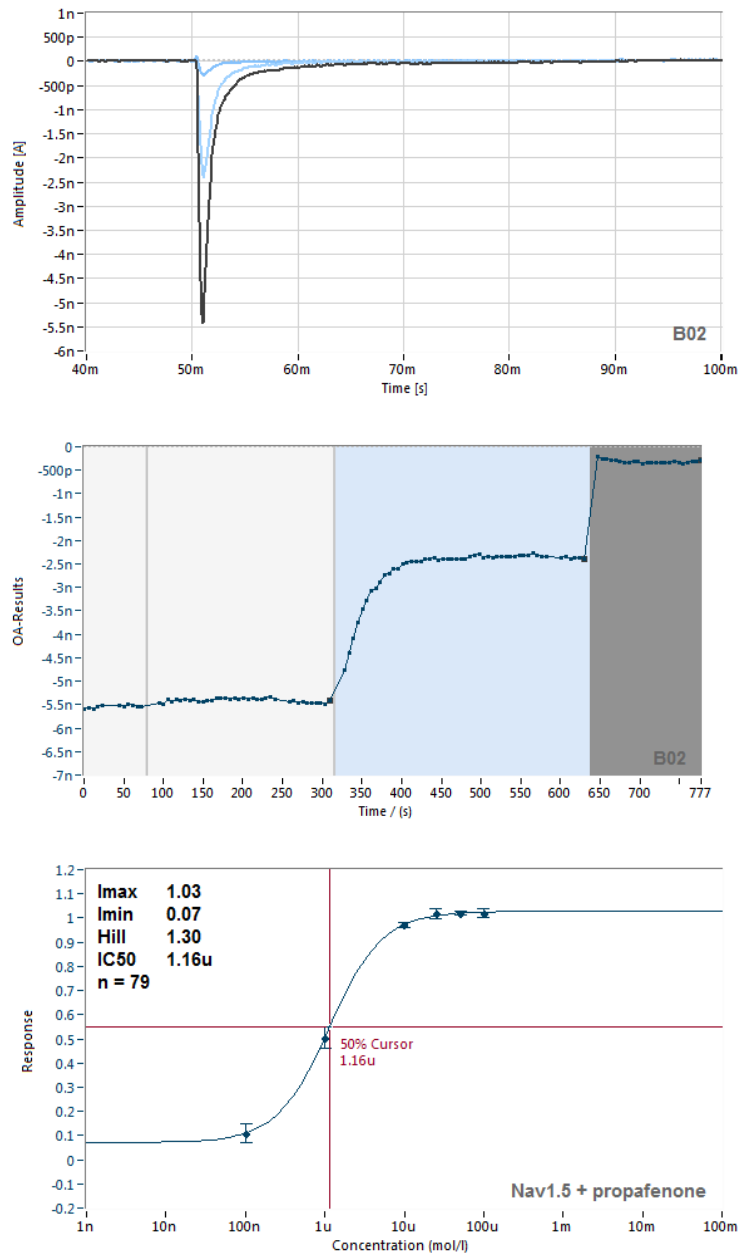 1n
500p
0
-500p
-1n
-1.5n
-2n
-2.5n
-3n
-3.5n
-4n
-4.5n
-5n
-5.5n
-6n
Amplitude [A]
B02
40m 50m 60m 70m 80m 90m 100m
Time [s]
0
-500p
-1n
-1.5n
-2n
-2.5n
-3n
-3.5n
-4n
-4.5n
-5n
-5.5n
-6n
-6.5n
-7n
OA-Results
B02
0 50 100 150 200 250 300 350 400 450 500 550 600 650 700 777
Time / (s)
1.2
1.1
1
0.9
0.8
0.7
0.6
0.5
0.4
0.3
0.2
0.1
0
-0.1
-0.2
Response
Imax 1.03
Imin 0.07
Hill 1.30
IC50 1.16u
n = 79
50% Cursor
1.16u
Nav1.5 + propafenone
1n 10n 100n 1u 10u 100u 1m 10m 100m
Concentration (mol/l)